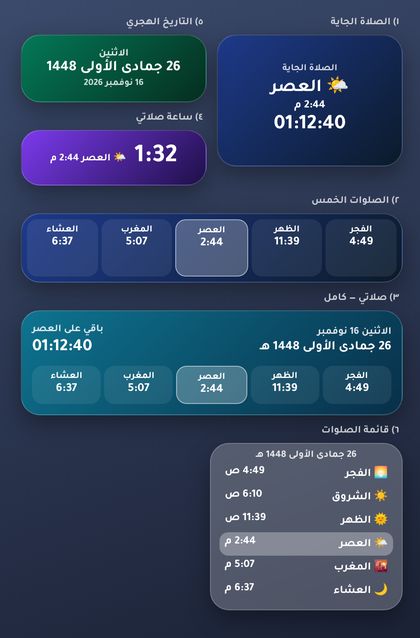 ١) الصلاة الجاية
الصلاة الجاية
العصر
2:44 م
01:12:40
٥) التاريخ الهجري
الاثنين
26 جمادى الأولى 1448
16 نوفمبر 2026
٤) ساعة صلاتي
1:32
العصر 2:44 م
٢) الصلوات الخمس
الفجر
4:49
الظهر
11:39
العصر
2:44
المغرب
5:07
العشاء
6:37
٣) صلاتي – كامل
الاثنين 16 نوفمبر
26 جمادى الأولى 1448 هـ
باقي على العصر
01:12:40
الفجر
4:49
الظهر
11:39
العصر
2:44
المغرب
5:07
العشاء
6:37
٦) قائمة الصلوات
26 جمادى الأولى 1448 هـ
الفجر 4:49 ص
الشروق 6:10 ص
الظهر 11:39 ص
العصر 2:44 م
المغرب 5:07 م
العشاء 6:37 م